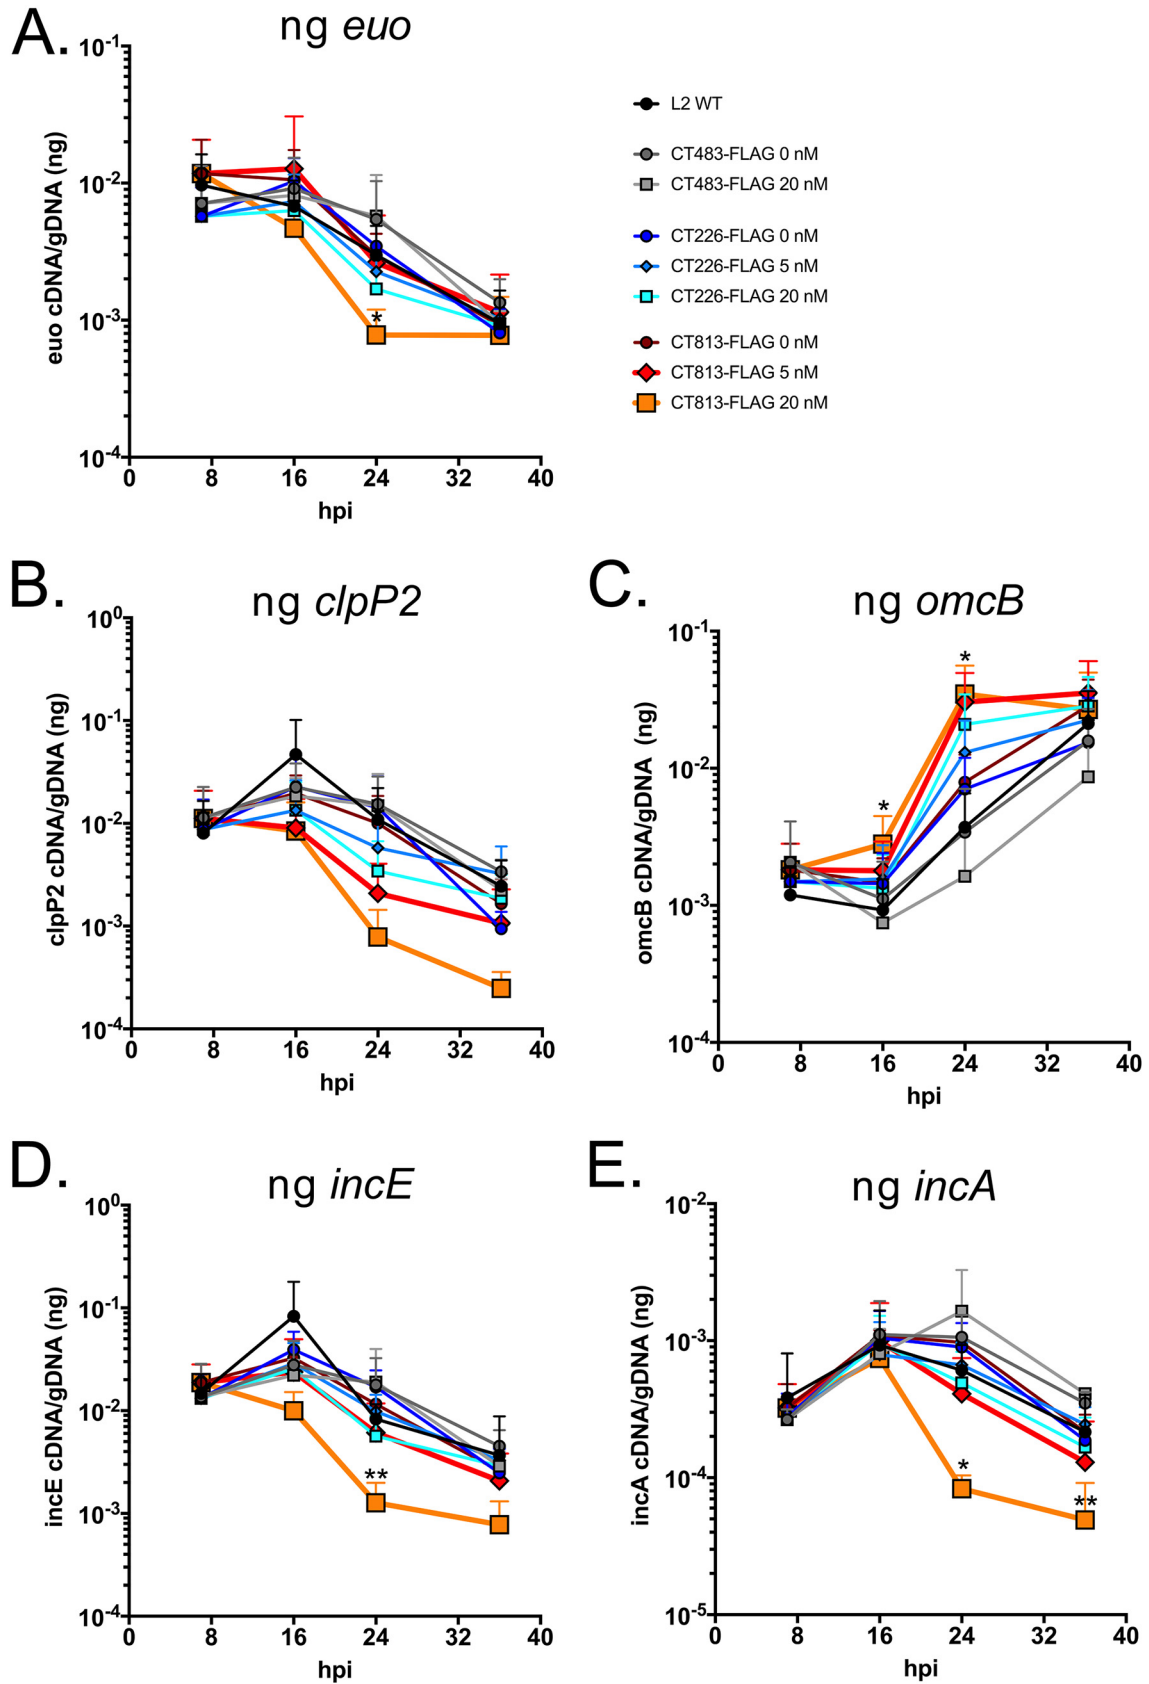 A.
ng euo
10-1
10-2
10-3
10-4
euo cDNA/gDNA (ng)
*
0 8 16 24 32 40
hpi
L2 WT
CT483-FLAG 0 nM
CT483-FLAG 20 nM
CT226-FLAG 0 nM
CT226-FLAG 5 nM
CT226-FLAG 20 nM
CT813-FLAG 0 nM
CT813-FLAG 5 nM
CT813-FLAG 20 nM
B.
ng clpP2
100
10-1
10-2
10-3
10-4
clpP2 cDNA/gDNA (ng)
0 8 16 24 32 40
hpi
C.
ng omcB
10-1
10-2
10-3
10-4
omcB cDNA/gDNA (ng)
*
*
0 8 16 24 32 40
hpi
D.
ng incE
100
10-1
10-2
10-3
10-4
incE cDNA/gDNA (ng)
**
0 8 16 24 32 40
hpi
E.
ng incA
10-2
10-3
10-4
10-5
incA cDNA/gDNA (ng)
*
**
0 8 16 24 32 40
hpi